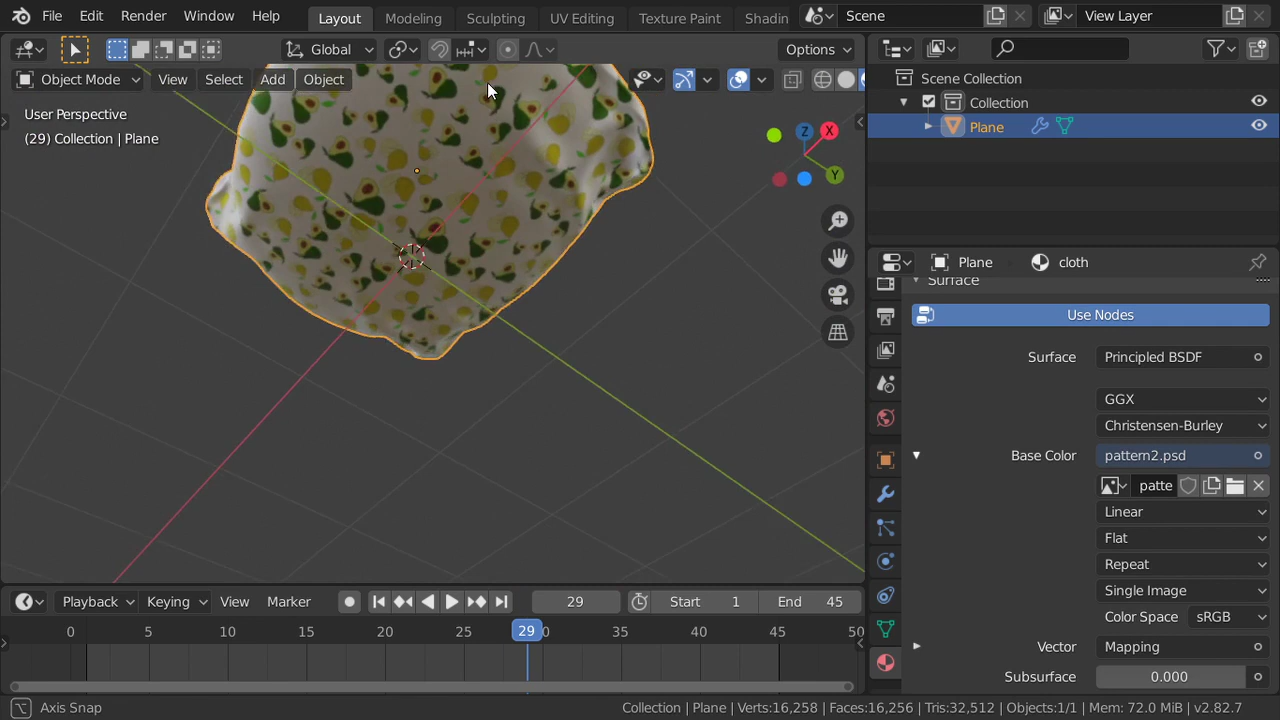 File Edit Render Window Help Layout Modeling Sculpting UV Editing Texture Paint Shadin Scene View Layer
Global Options
Object Mode View Select Add Object
User Perspective
(29) Collection | Plane
Z X Y
Scene Collection
Collection
Plane
Plane cloth
Surface
Use Nodes
Surface Principled BSDF
GGX
Christensen-Burley
Base Color pattern2.psd
patte
Linear
Flat
Repeat
Single Image
Color Space sRGB
Vector Mapping
Subsurface 0.000
Playback Keying View Marker 29 Start 1 End 45
0 5 10 15 20 25 29 0 35 40 45 50
Axis Snap Collection | Plane | Verts:16,258 | Faces:16,256 | Tris:32,512 | Objects:1/1 | Mem: 72.0 MiB | v2.82.7